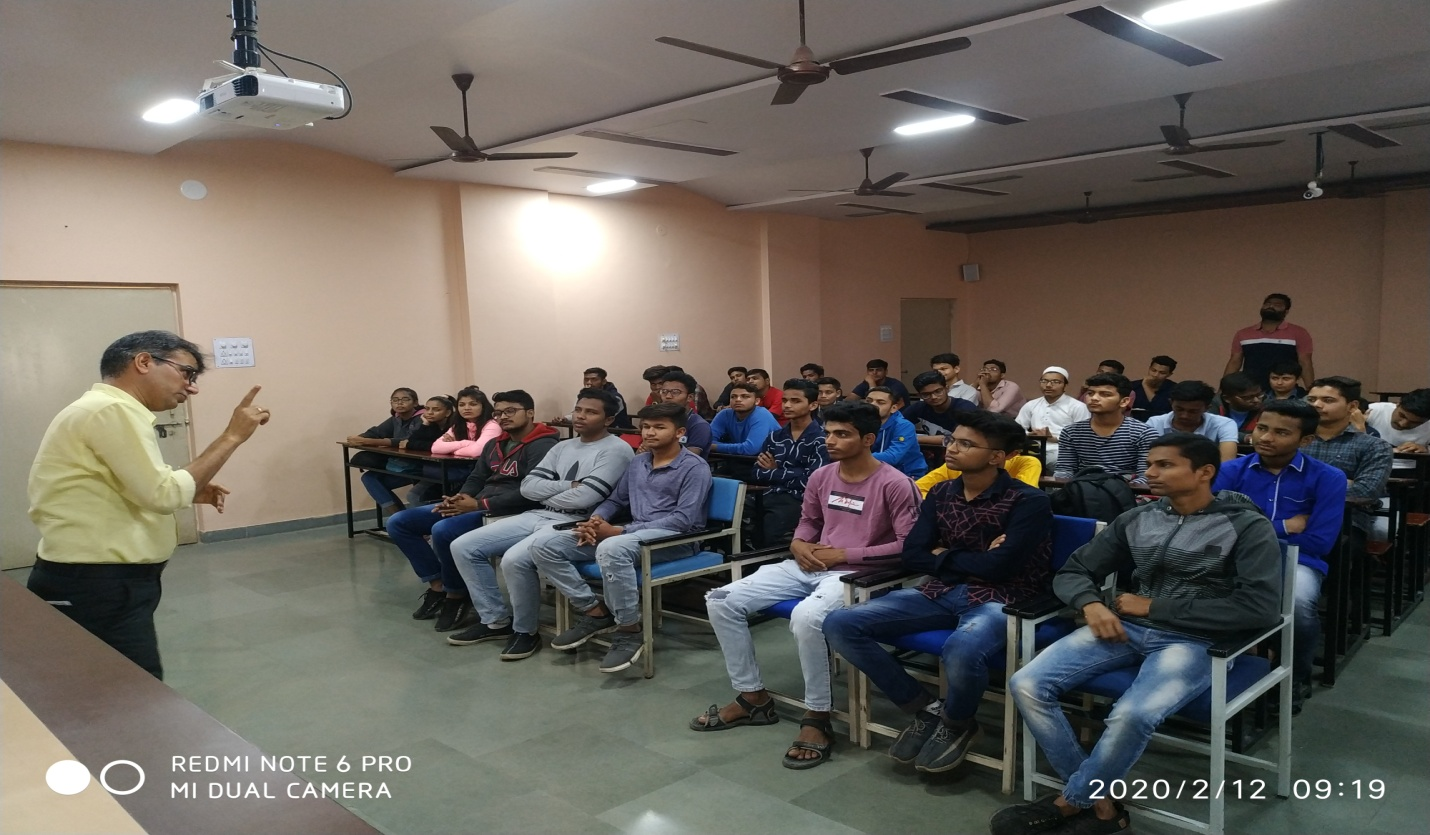 REDMI NOTE 6 PRO
MI DUAL CAMERA
2020/2/12 09:19